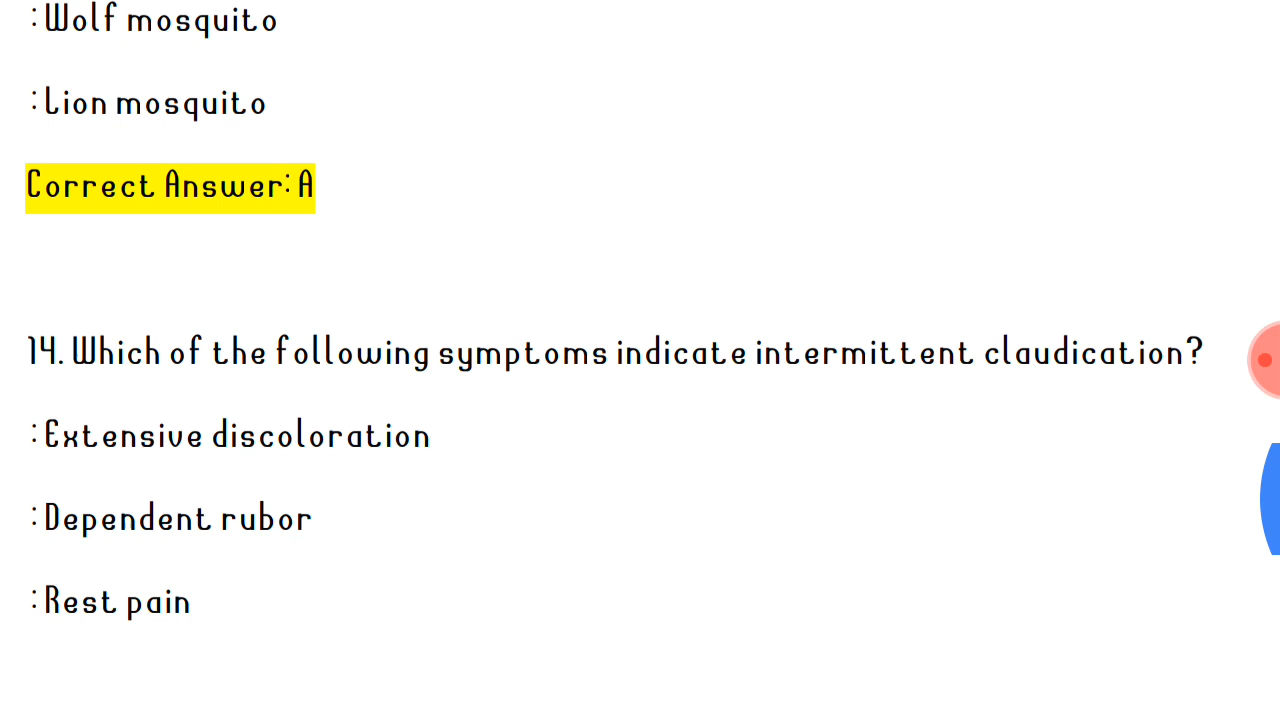 :Wolf mosquito
:Lion mosquito
Correct Answer: A
14. Which of the following symptoms indicate intermittent claudication?
:Extensive discoloration
:Dependent rubor
:Rest pain